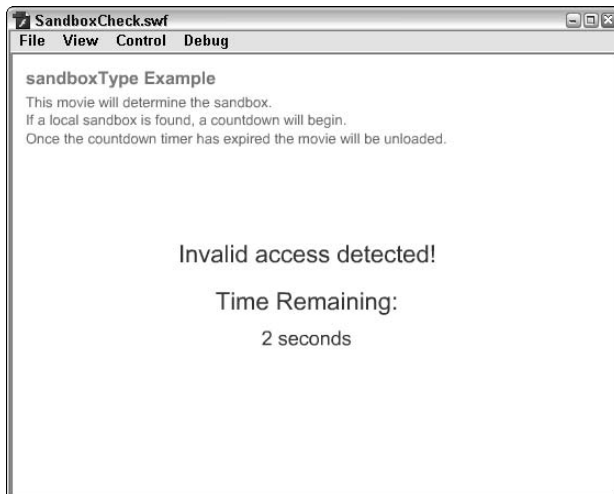 SandboxCheck.swf
File View Control Debug
sandboxType Example
This movie will determine the sandbox.
If a local sandbox is found, a countdown will begin.
Once the countdown timer has expired the movie will be unloaded.
Invalid access detected!
Time Remaining:
2 seconds